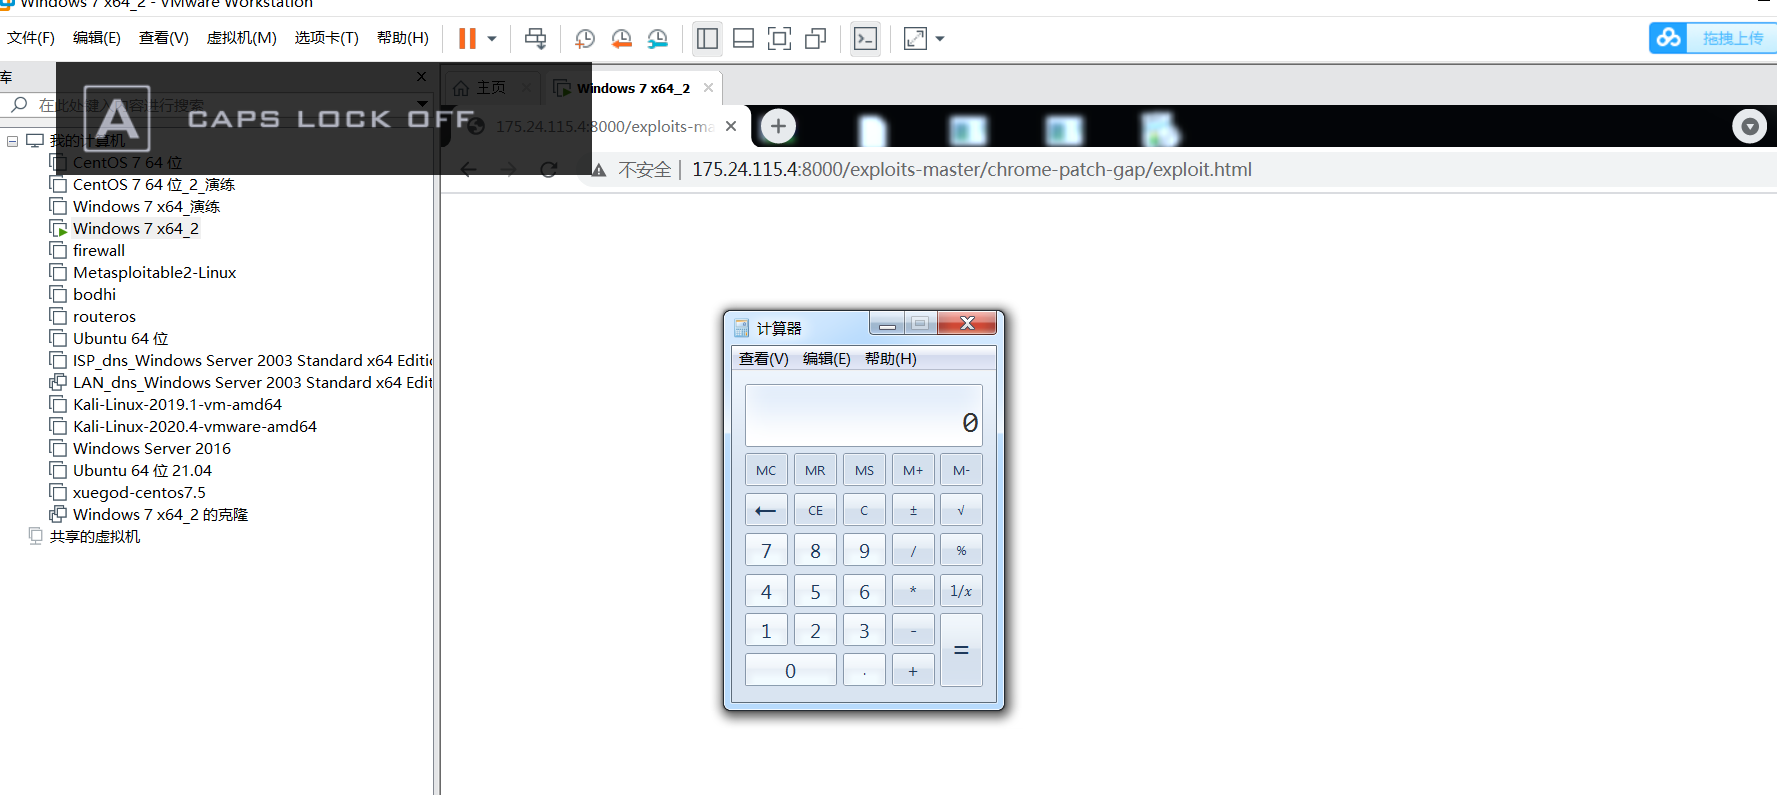 Windows 7 x64_2 - VMware Workstation
文件(F) 编辑(E) 查看(V) 虚拟机(M) 选项卡(T) 帮助(H)
拖拽上传
库
在此处键入内容进行搜索
A CAPS LOCK OFF
主页
Windows 7 x64_2
175.24.115.4:8000/exploits-ma
不安全 | 175.24.115.4:8000/exploits-master/chrome-patch-gap/exploit.html
我的计算机
CentOS 7 64 位
CentOS 7 64 位_2_演练
Windows 7 x64_演练
Windows 7 x64_2
firewall
Metasploitable2-Linux
bodhi
routeros
Ubuntu 64 位
ISP_dns_Windows Server 2003 Standard x64 Editi
LAN_dns_Windows Server 2003 Standard x64 Edit
Kali-Linux-2019.1-vm-amd64
Kali-Linux-2020.4-vmware-amd64
Windows Server 2016
Ubuntu 64 位 21.04
xuegod-centos7.5
Windows 7 x64_2 的克隆
共享的虚拟机
计算器
查看(V) 编辑(E) 帮助(H)
0
MC MR MS M+ M-
← CE C ± √
7 8 9 / %
4 5 6 * 1/x
1 2 3 - =
0 . +